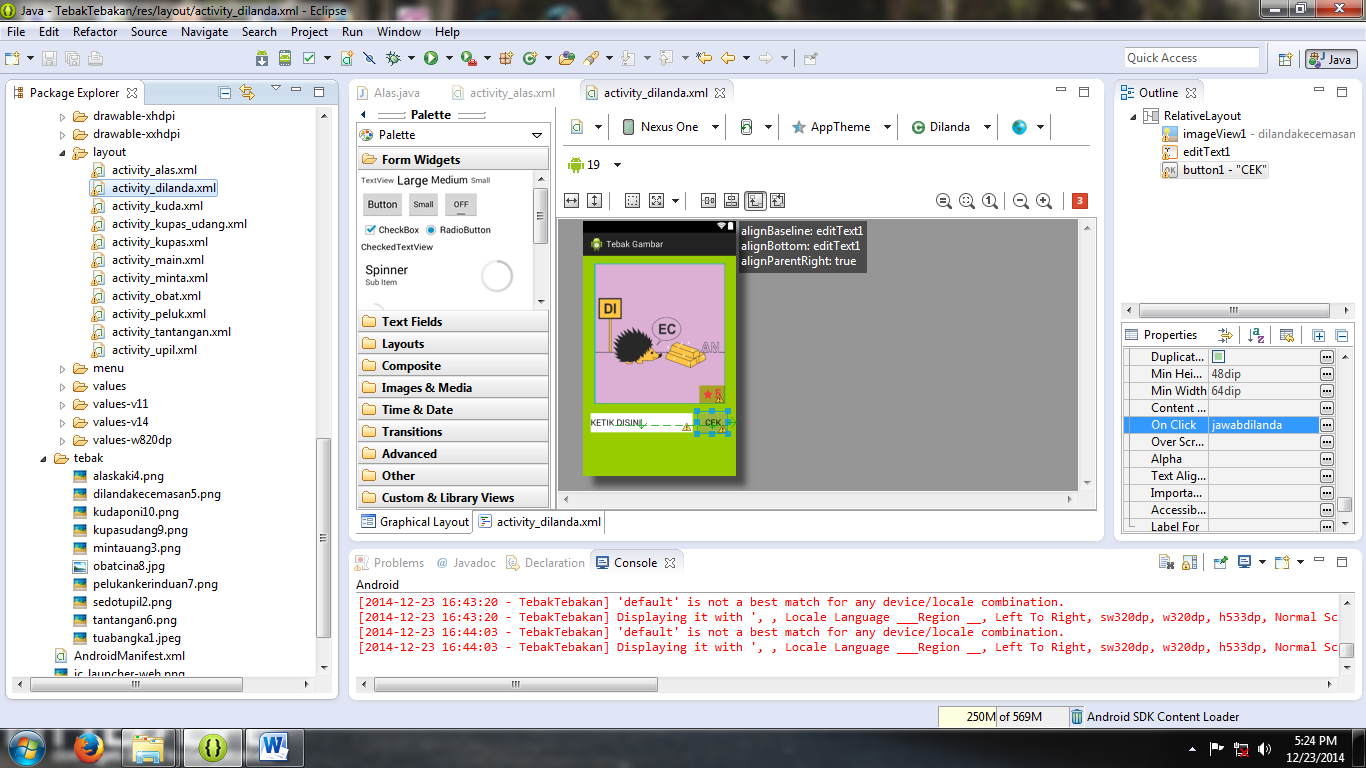 Java - TebakTebakan/res/layout/activity_dilanda.xml - Eclipse
File Edit Refactor Source Navigate Search Project Run Window Help
Quick Access
Java
Package Explorer
drawable-xhdpi
drawable-xxhdpi
layout
activity_alas.xml
activity_dilanda.xml
activity_kuda.xml
activity_kupas_udang.xml
activity_kupas.xml
activity_main.xml
activity_minta.xml
activity_obat.xml
activity_peluk.xml
activity_tantangan.xml
activity_upil.xml
menu
values
values-v11
values-v14
values-w820dp
tebak
alaskaki4.png
dilandakecemasan5.png
kudaponi10.png
kupasudang9.png
mintauang3.png
obatcina8.jpg
pelukankerinduan7.png
sedotupil2.png
tantangan6.png
tuabangka1.jpeg
AndroidManifest.xml
ic_launcher-web.png
Alas.java activity_alas.xml activity_dilanda.xml
Palette
Palette
Form Widgets
TextView Large Medium Small
Button Small OFF
CheckBox RadioButton
CheckedTextView
Spinner
Sub Item
Text Fields
Layouts
Composite
Images & Media
Time & Date
Transitions
Advanced
Other
Custom & Library Views
Nexus One AppTheme Dilanda
19
3
Tebak Gambar
DI
EC
AN
5
KETIK DISINI
CEK
alignBaseline: editText1
alignBottom: editText1
alignParentRight: true
Graphical Layout activity_dilanda.xml
Outline
RelativeLayout
imageView1 - dilandakecemasan
editText1
OK button1 - "CEK"
Properties
Duplicat...
Min Hei... 48dip
Min Width 64dip
Content ...
On Click jawabdilanda
Over Scr...
Alpha
Text Alig...
Importa...
Accessib...
Label For
Problems Javadoc Declaration Console
Android
[2014-12-23 16:43:20 - TebakTebakan] 'default' is not a best match for any device/locale combination.
[2014-12-23 16:43:20 - TebakTebakan] Displaying it with ', , Locale Language ___Region __, Left To Right, sw320dp, w320dp, h533dp, Normal Sc
[2014-12-23 16:44:03 - TebakTebakan] 'default' is not a best match for any device/locale combination.
[2014-12-23 16:44:03 - TebakTebakan] Displaying it with ', , Locale Language ___Region __, Left To Right, sw320dp, w320dp, h533dp, Normal Sc
250M of 569M
Android SDK Content Loader
5:24 PM
12/23/2014